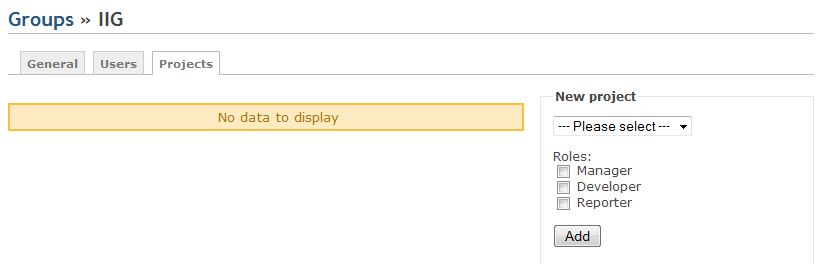 Groups » IIG
General Users Projects
No data to display
New project
--- Please select ---
Roles:
Manager
Developer
Reporter
Add